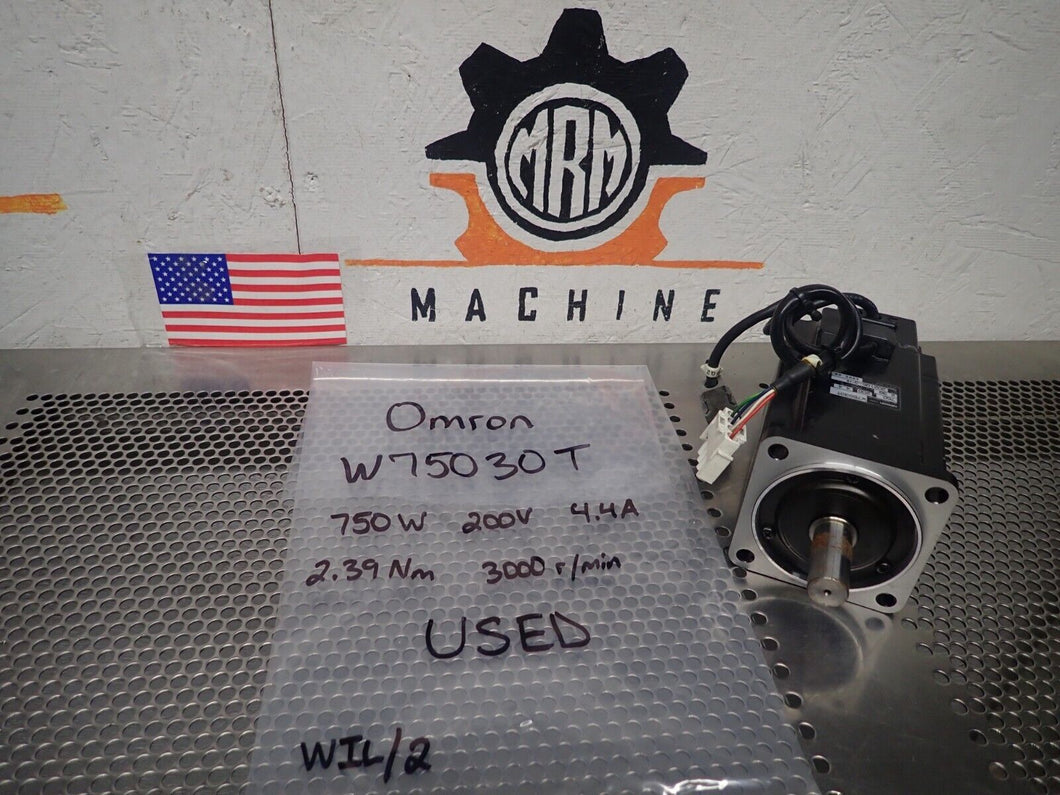 MRM
MACHINE
Omron
W75030T
750W 200V 4.4A
2.39 Nm 3000 r/min
USED
WIL/2